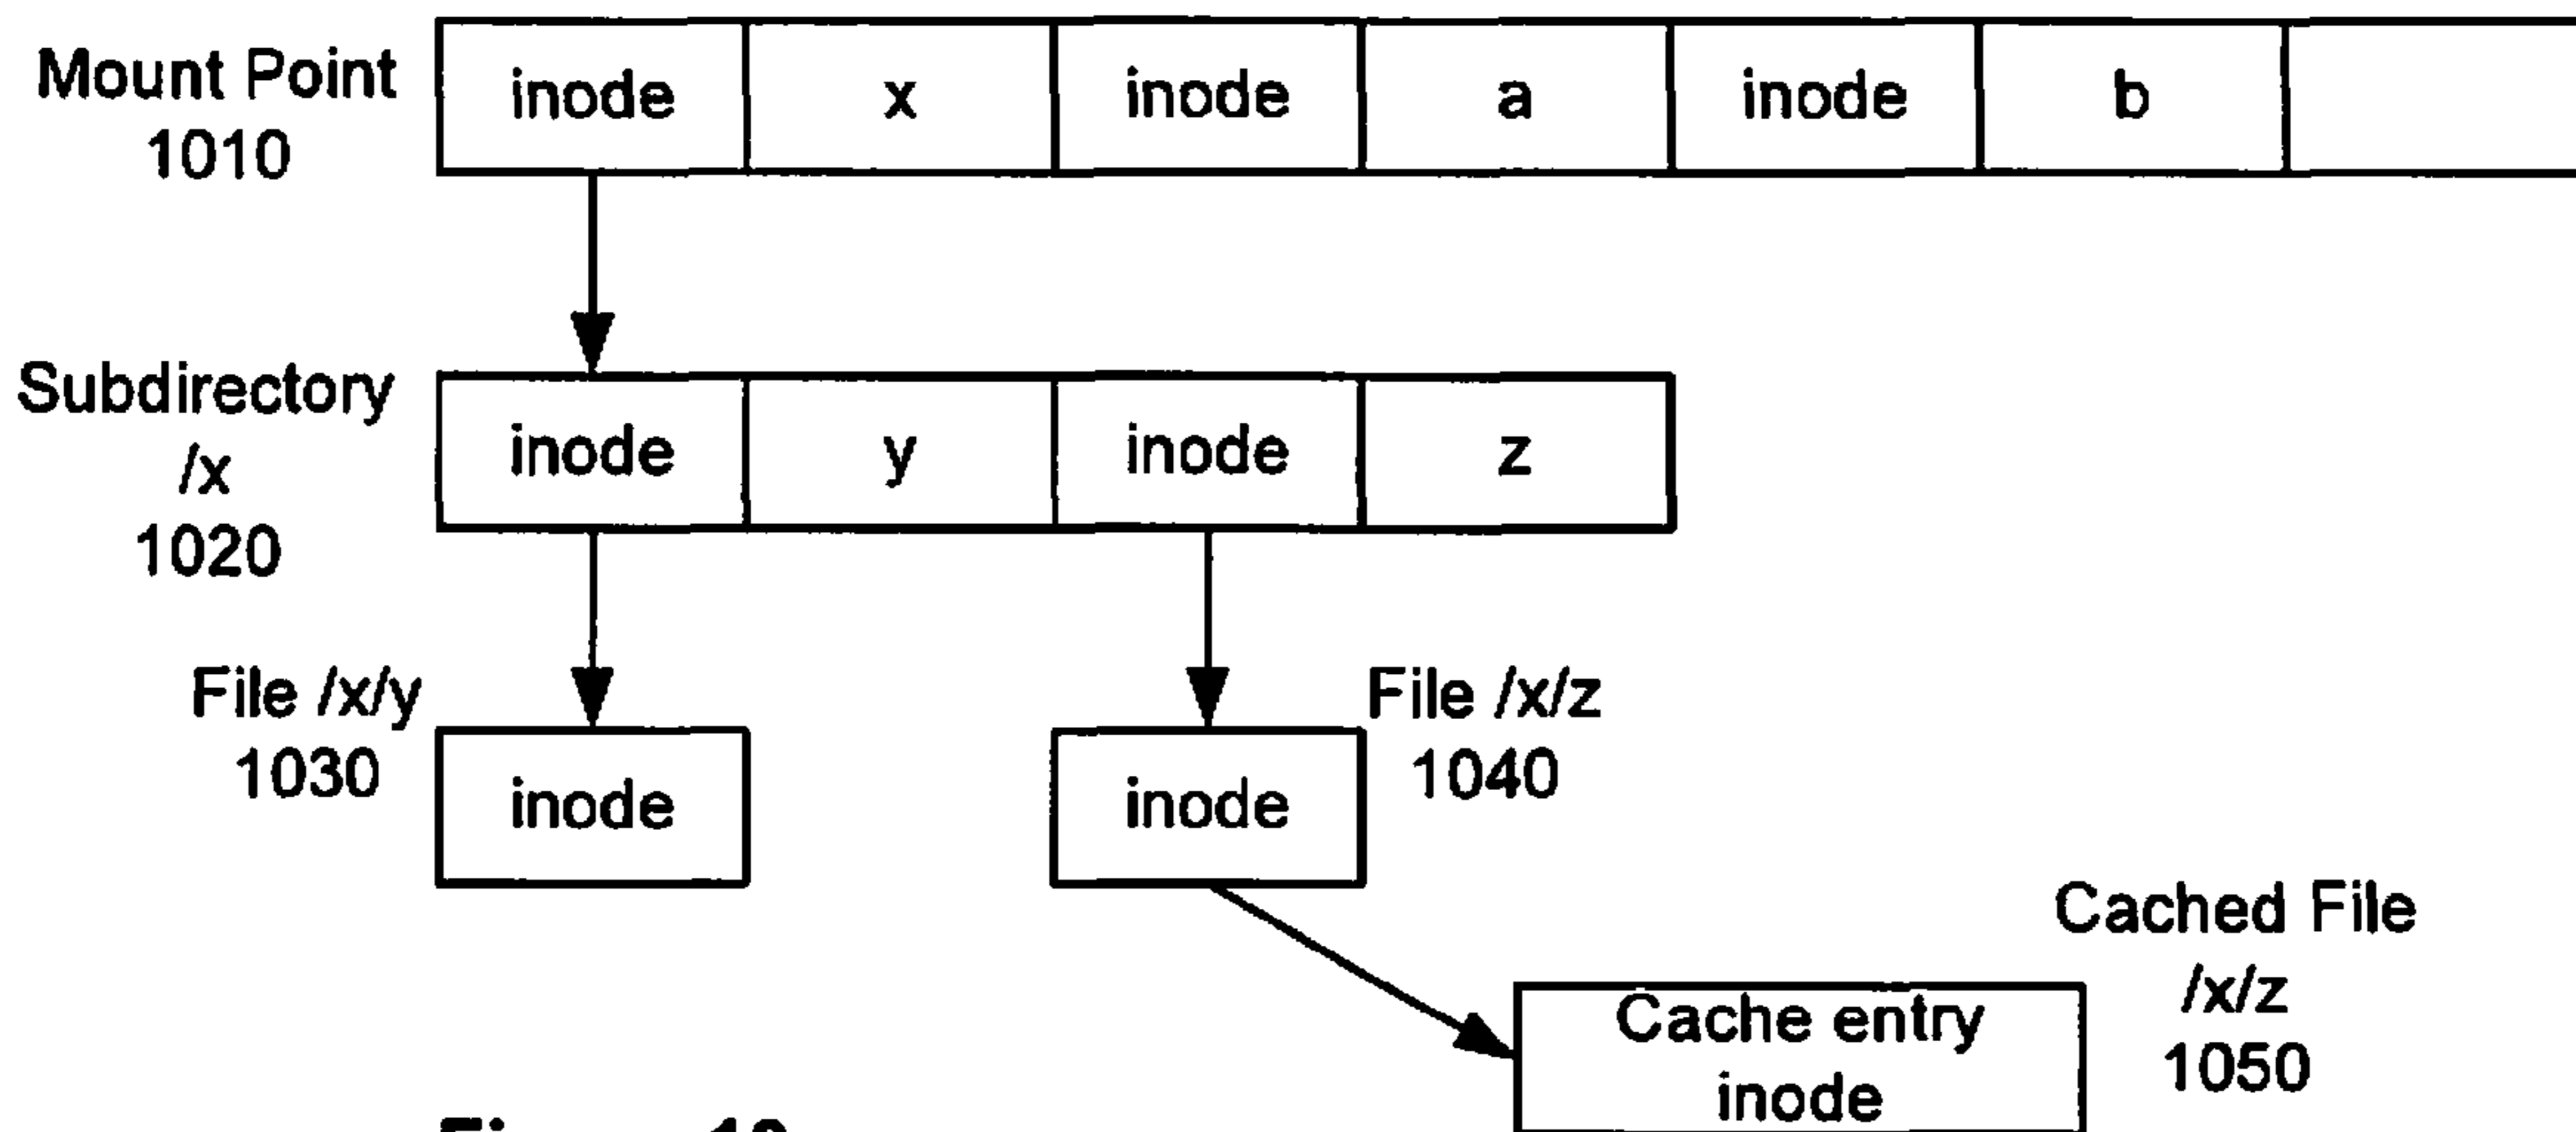 Mount Point
1010
inode x inode a inode b
Subdirectory
/x
1020
inode y inode z
File /x/y
1030
inode
inode
File /x/z
1040
Cached File
/x/z
1050
Cache entry
inode